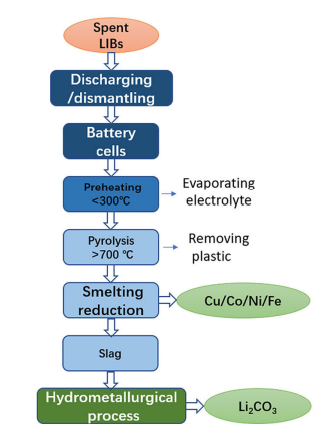 Spent
LIBs
Discharging
/dismantling
Battery
cells
Preheating
<300℃
Evaporating
electrolyte
Pyrolysis
>700 ℃
Removing
plastic
Smelting
reduction
Cu/Co/Ni/Fe
Slag
Hydrometallurgical
process
Li₂CO₃